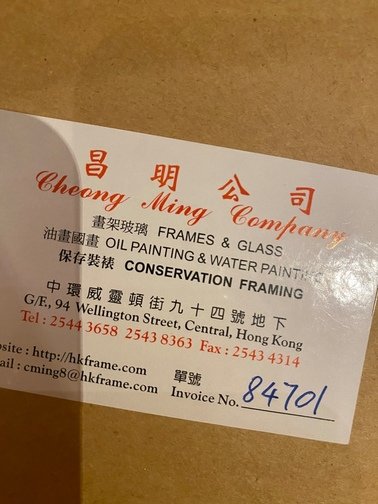 昌明公司
Cheong Ming Company
畫架玻璃 FRAMES & GLASS
油畫國畫 OIL PAINTING & WATER PAINTING
保存裝裱 CONSERVATION FRAMING
中環威靈頓街九十四號地下
G/F., 94 Wellington Street, Central, Hong Kong
Tel : 2544 3658 2543 8363 Fax : 2543 4314
bsite : http://hkframe.com
ail : cming8@hkframe.com
單號
Invoice No. 84701